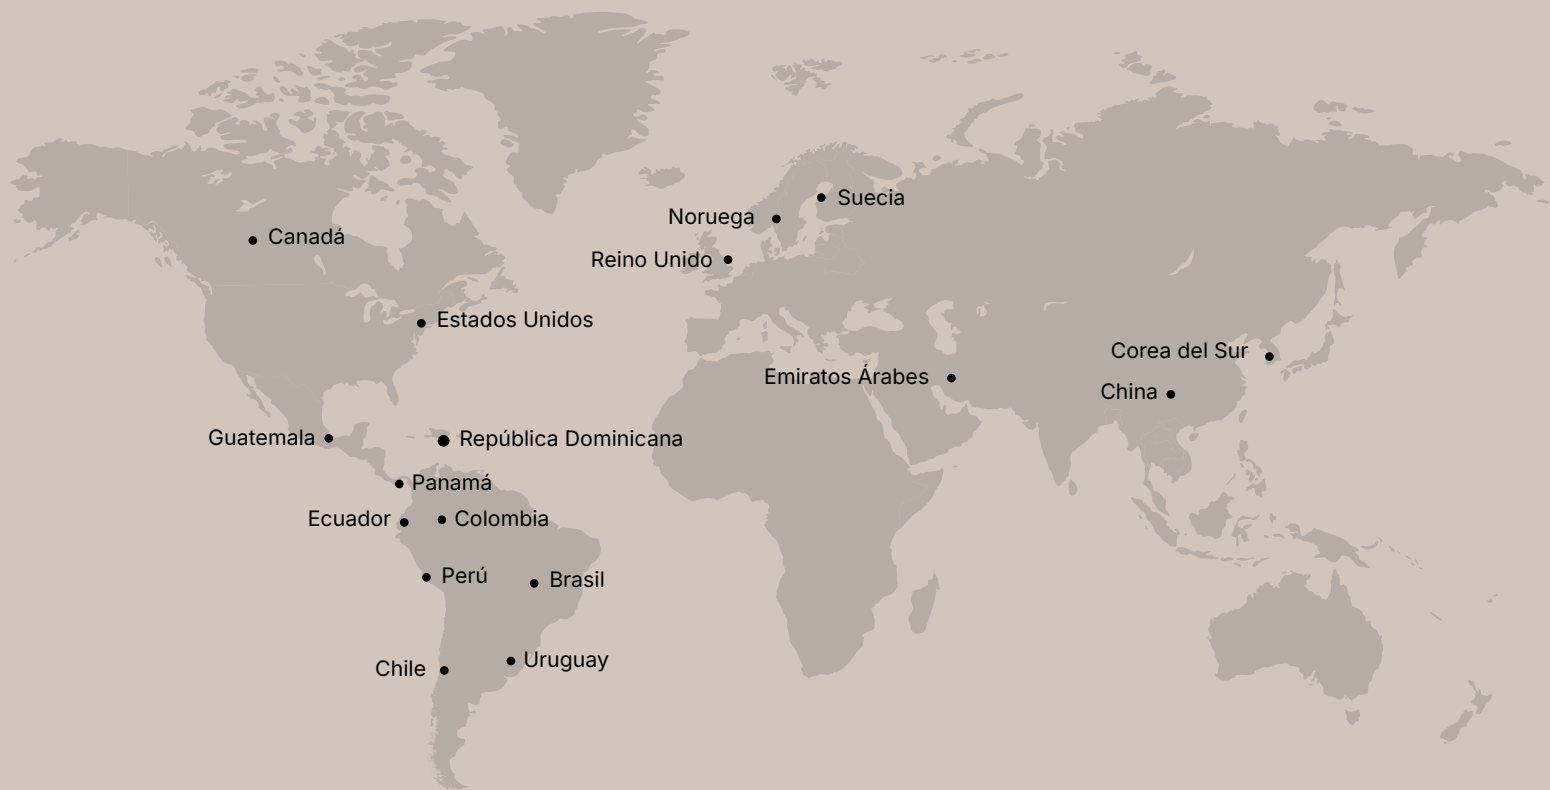 Suecia
Noruega
Canadá
Reino Unido
Estados Unidos
Corea del Sur
Emiratos Árabes
China
Guatemala
República Dominicana
Panamá
Ecuador
Colombia
Perú
Brasil
Uruguay
Chile